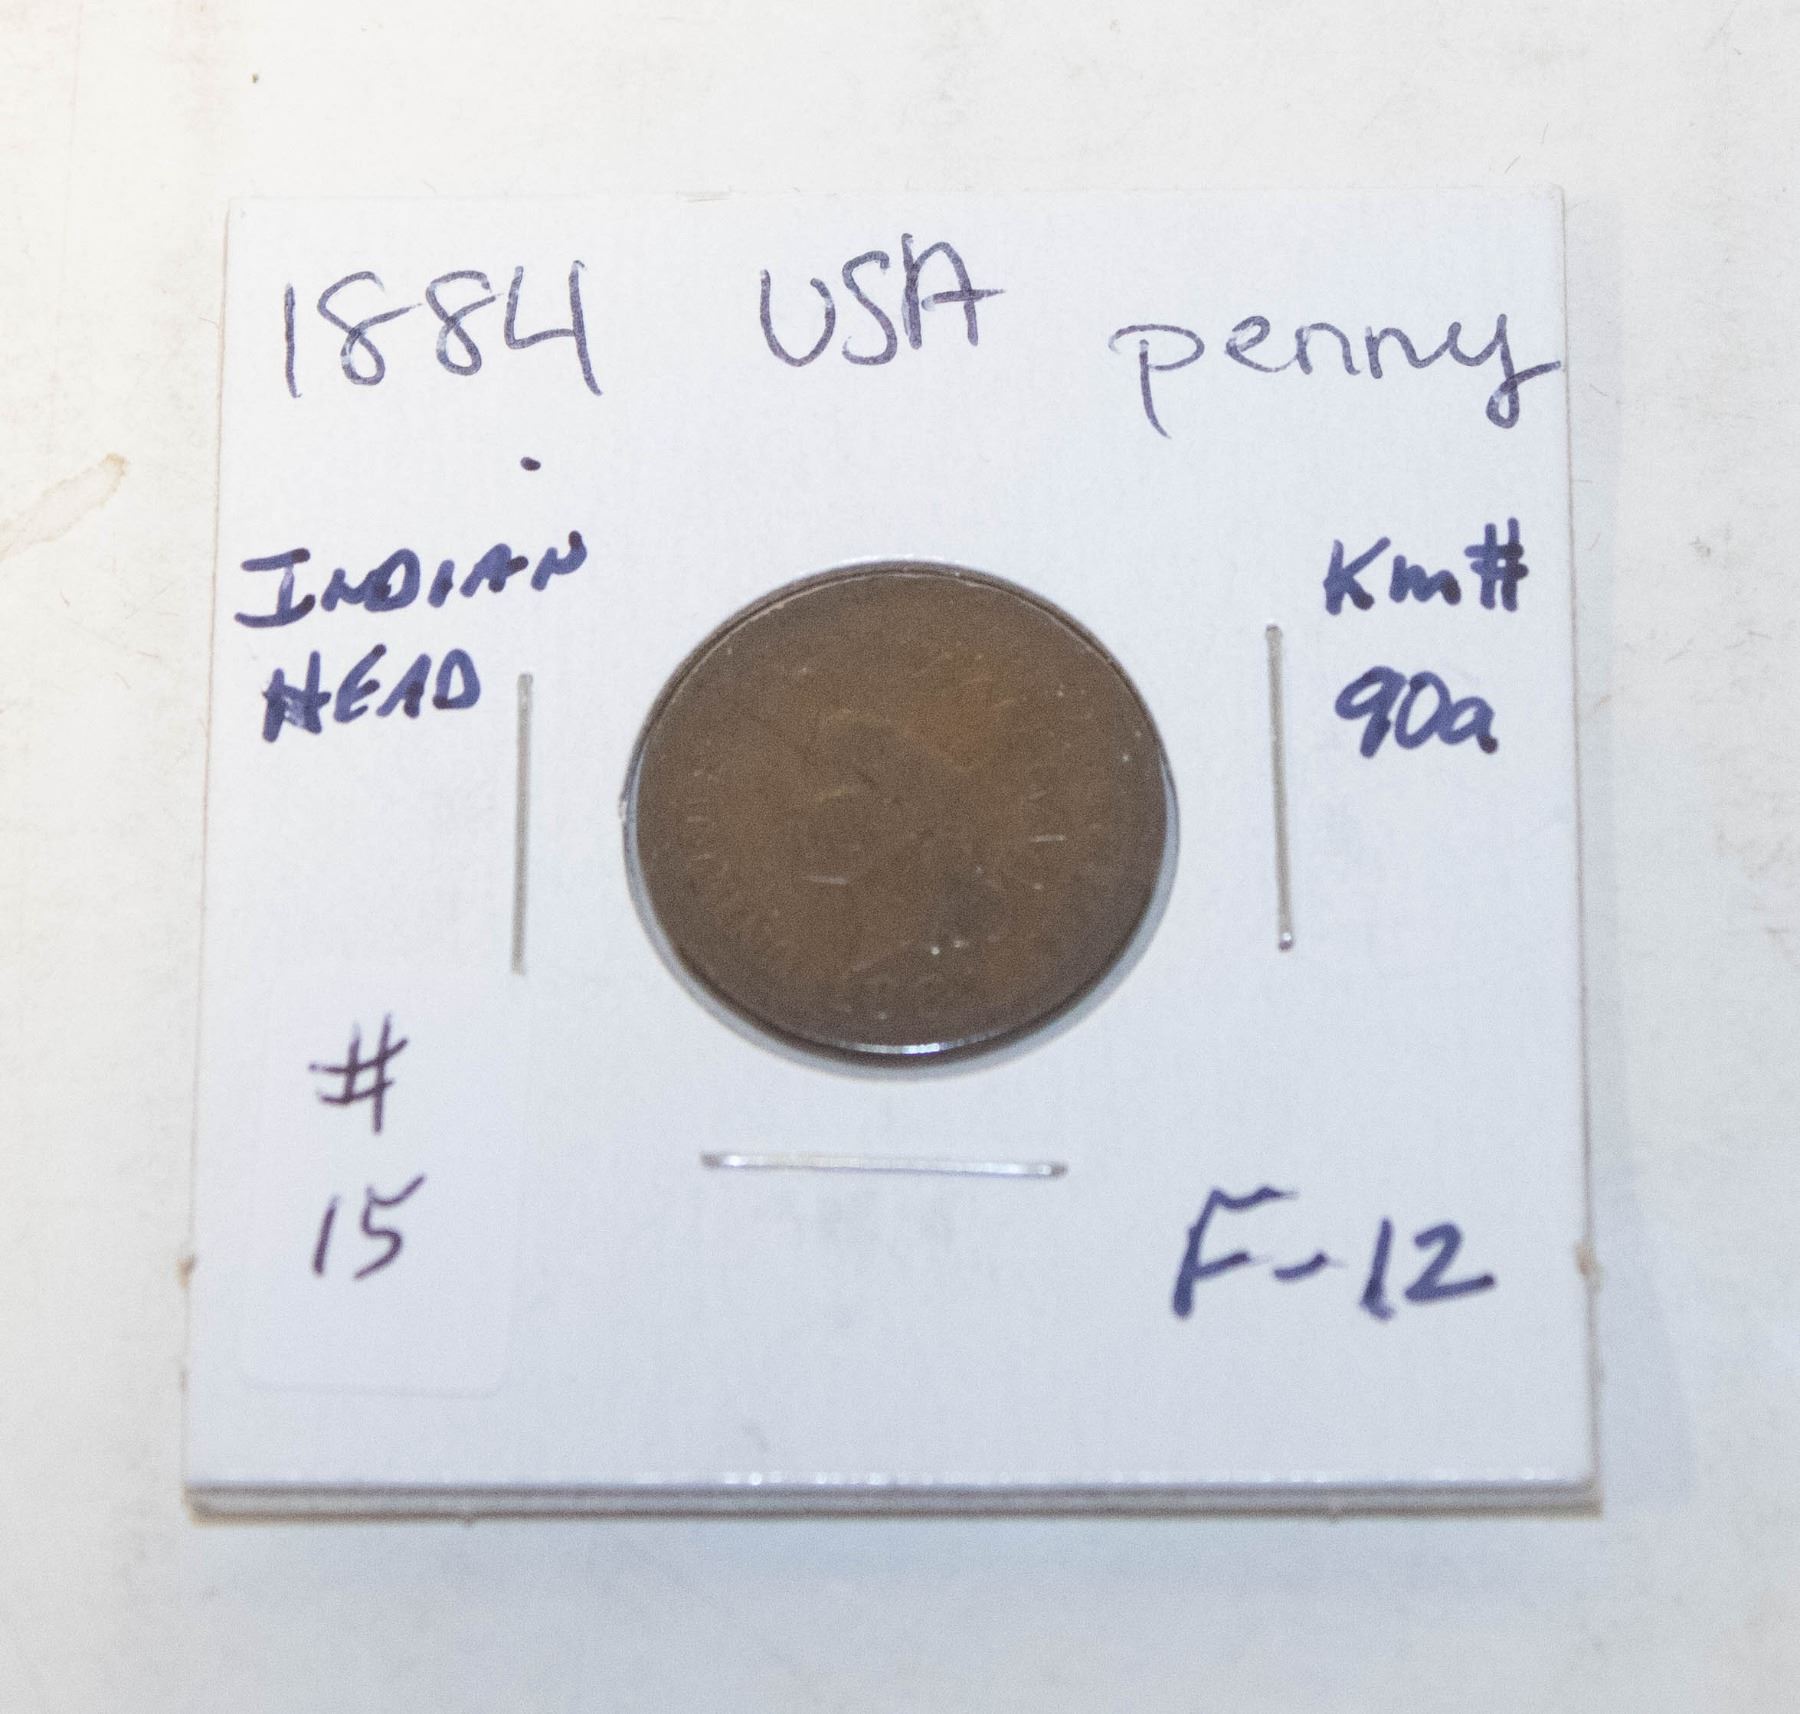 1884 USA penny
INDIAN
HEAD
Km#
90a
#
15
F-12